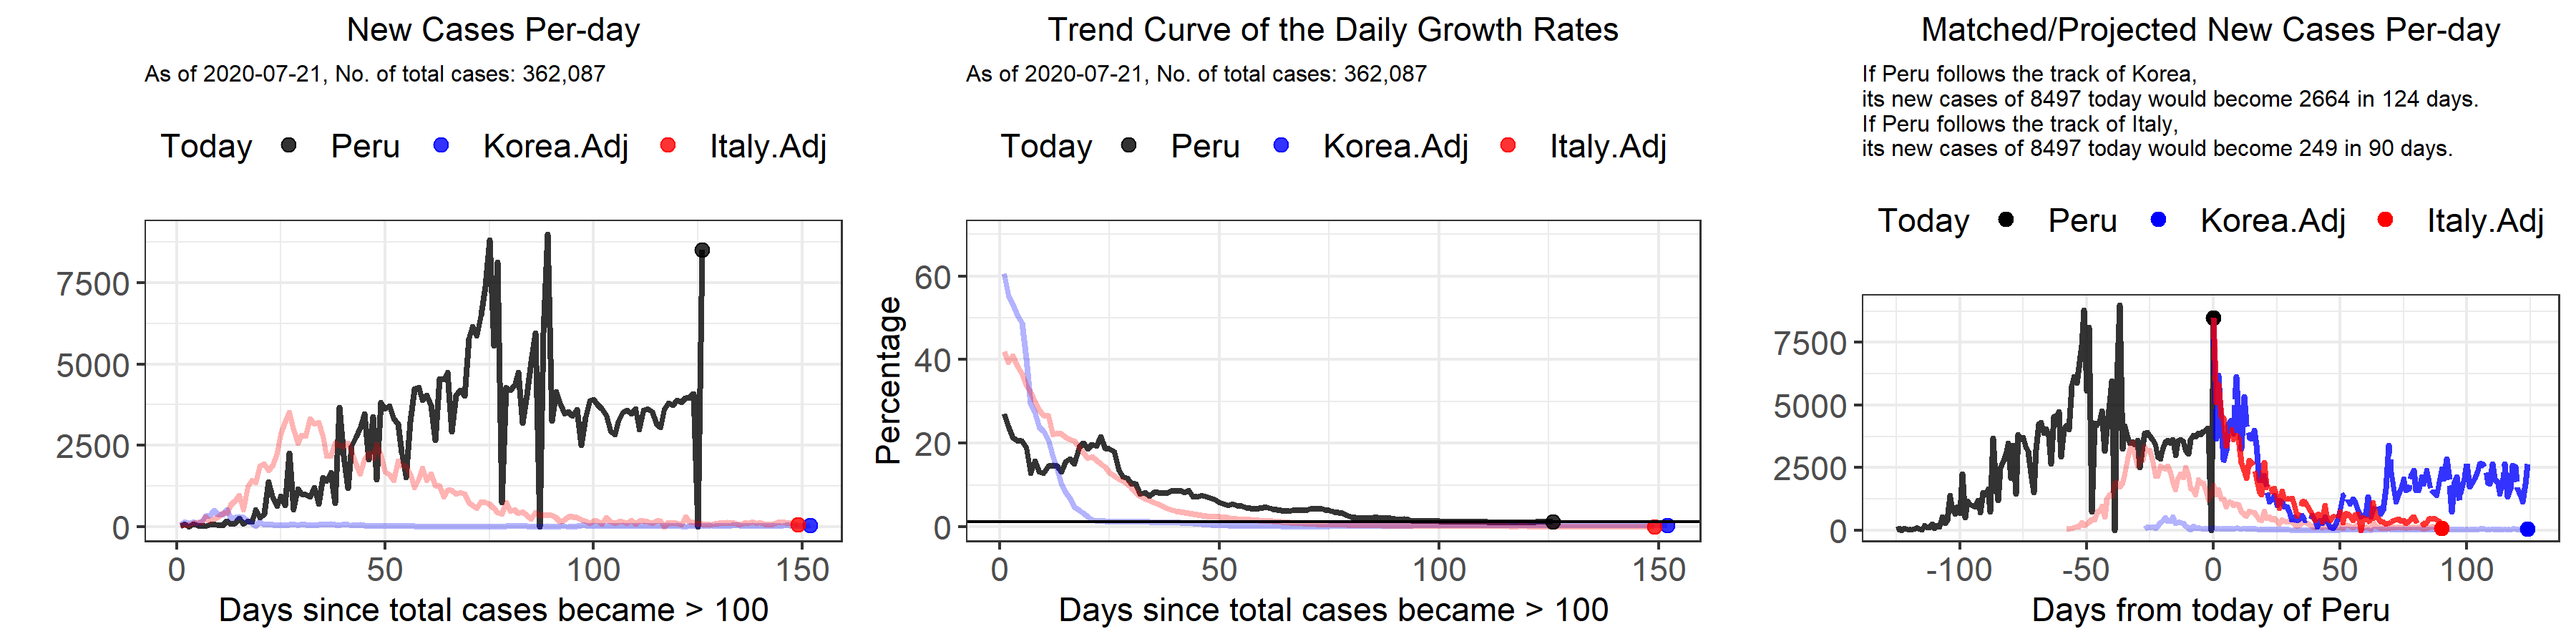 New Cases Per-day
As of 2020-07-21, No. of total cases: 362,087
Today Peru Korea.Adj Italy.Adj
7500
5000
2500
0
0 50 100 150
Days since total cases became > 100
Trend Curve of the Daily Growth Rates
As of 2020-07-21, No. of total cases: 362,087
Today Peru Korea.Adj Italy.Adj
Percentage
60
40
20
0
0 50 100 150
Days since total cases became > 100
Matched/Projected New Cases Per-day
If Peru follows the track of Korea,
its new cases of 8497 today would become 2664 in 124 days.
If Peru follows the track of Italy,
its new cases of 8497 today would become 249 in 90 days.
Today Peru Korea.Adj Italy.Adj
7500
5000
2500
0
-100 -50 0 50 100
Days from today of Peru